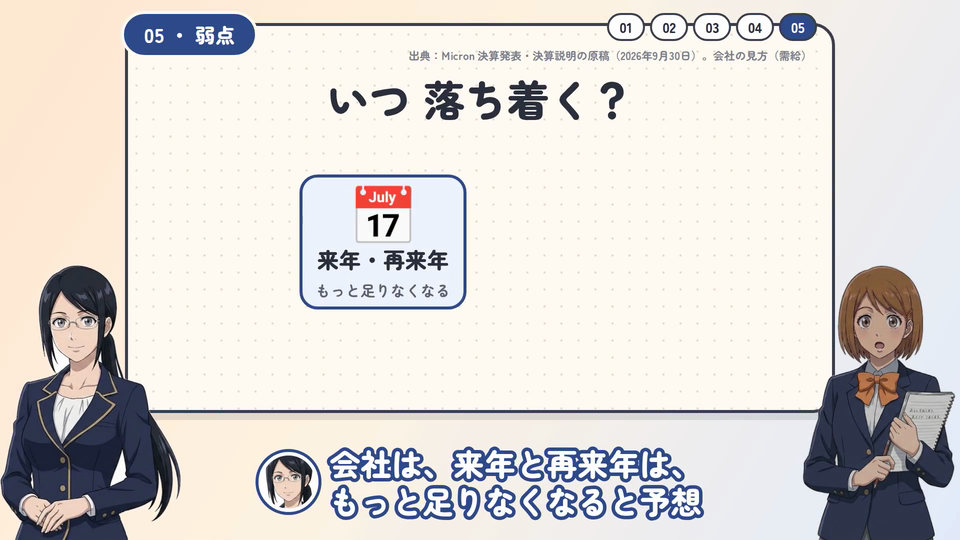 05 ・ 弱点
01 02 03 04 05
出典：Micron 決算発表・決算説明の原稿（2026年9月30日）。会社の見方（需給）
いつ 落ち着く？
July
17
来年・再来年
もっと足りなくなる
会社は、来年と再来年は、
もっと足りなくなると予想